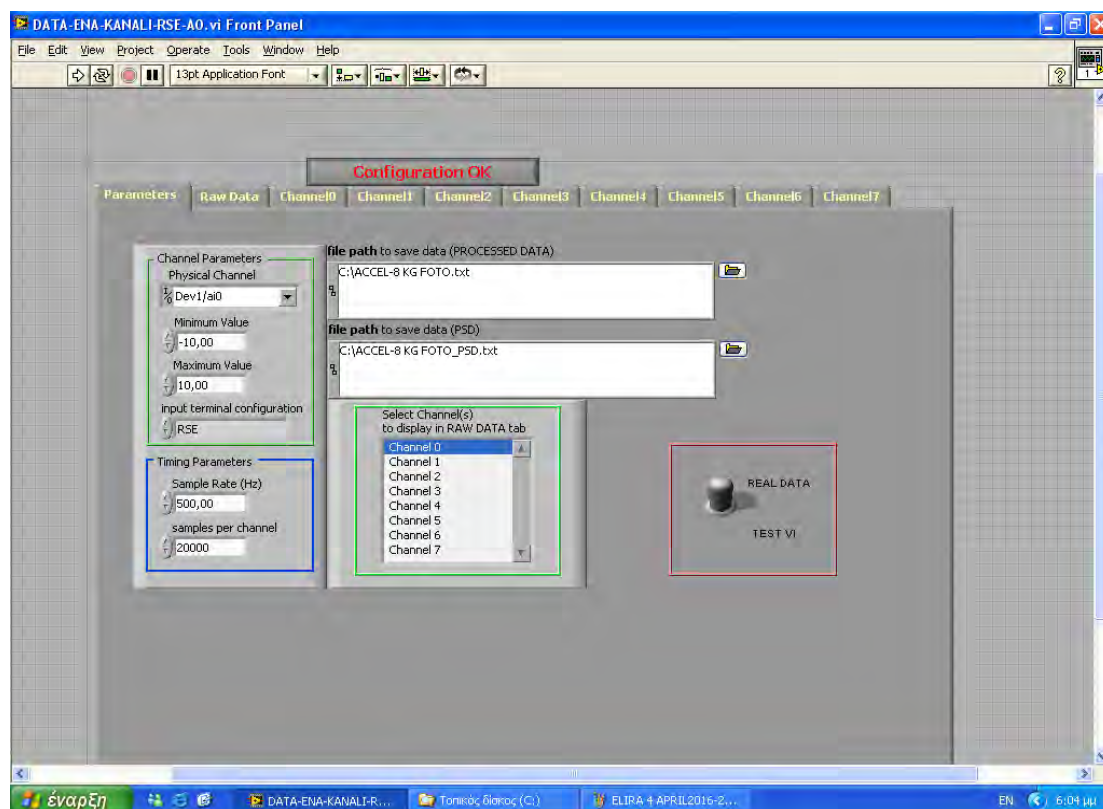 DATA-ENA-KANALI-RSE-A0.vi Front Panel
File Edit View Project Operate Tools Window Help
13pt Application Font
?
1
Configuration OK
Parameters Raw Data Channel0 Channel1 Channel2 Channel3 Channel4 Channel5 Channel6 Channel7
Channel Parameters
Physical Channel
Dev1/ai0
Minimum Value
-10,00
Maximum Value
10,00
input terminal configuration
RSE
Timing Parameters
Sample Rate (Hz)
500,00
samples per channel
20000
file path to save data (PROCESSED DATA)
C:\ACCEL-8 KG FOTO.txt
file path to save data (PSD)
C:\ACCEL-8 KG FOTO_PSD.txt
Select Channel(s)
to display in RAW DATA tab
Channel 0
Channel 1
Channel 2
Channel 3
Channel 4
Channel 5
Channel 6
Channel 7
REAL DATA
TEST VI
έναρξη
DATA-ENA-KANALI-R...
Τοπικός δίσκος (C:)
ELIRA 4 APRIL2016-2...
EN
6:04 μμ